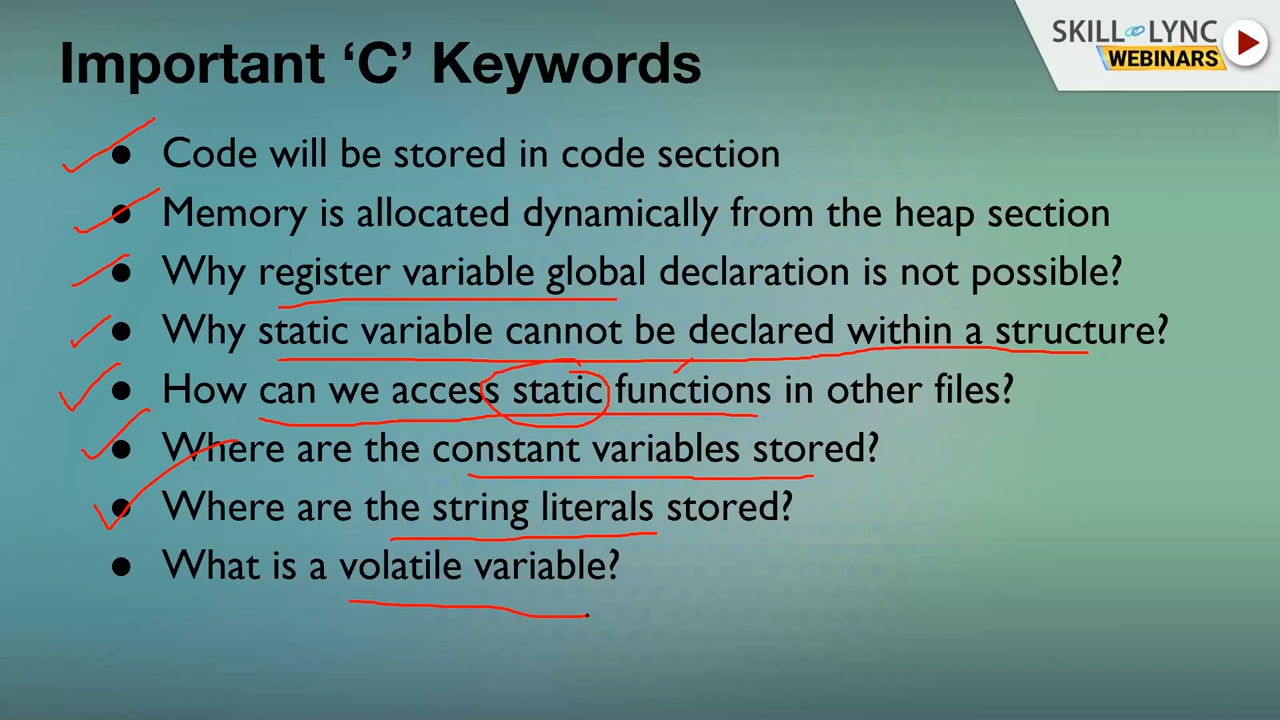 Important ‘C’ Keywords
SKILL LYNC
WEBINARS
● Code will be stored in code section
● Memory is allocated dynamically from the heap section
● Why register variable global declaration is not possible?
● Why static variable cannot be declared within a structure?
● How can we access static functions in other files?
● Where are the constant variables stored?
● Where are the string literals stored?
● What is a volatile variable?